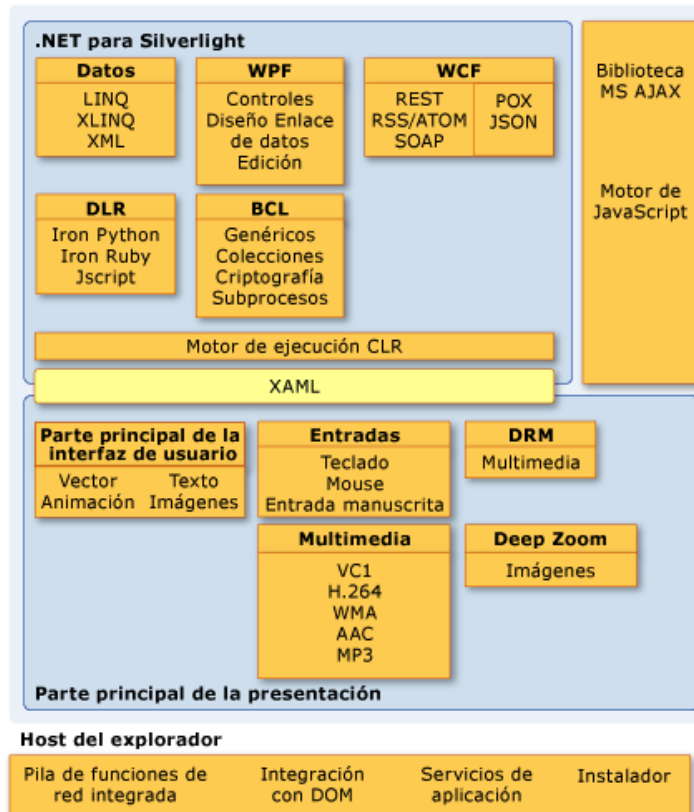 .NET para Silverlight
Datos
LINQ
XLINQ
XML
WPF
Controles
Diseño Enlace
de datos
Edición
WCF
REST
RSS/ATOM
SOAP
POX
JSON
Biblioteca
MS AJAX
Motor de
JavaScript
DLR
Iron Python
Iron Ruby
Jscript
BCL
Genéricos
Colecciones
Criptografía
Subprocesos
Motor de ejecución CLR
XAML
Parte principal de la
interfaz de usuario
Vector
Animación
Texto
Imágenes
Entradas
Teclado
Mouse
Entrada manuscrita
DRM
Multimedia
Multimedia
VC1
H.264
WMA
AAC
MP3
Deep Zoom
Imágenes
Parte principal de la presentación
Host del explorador
Pila de funciones de
red integrada
Integración
con DOM
Servicios de
aplicación
Instalador